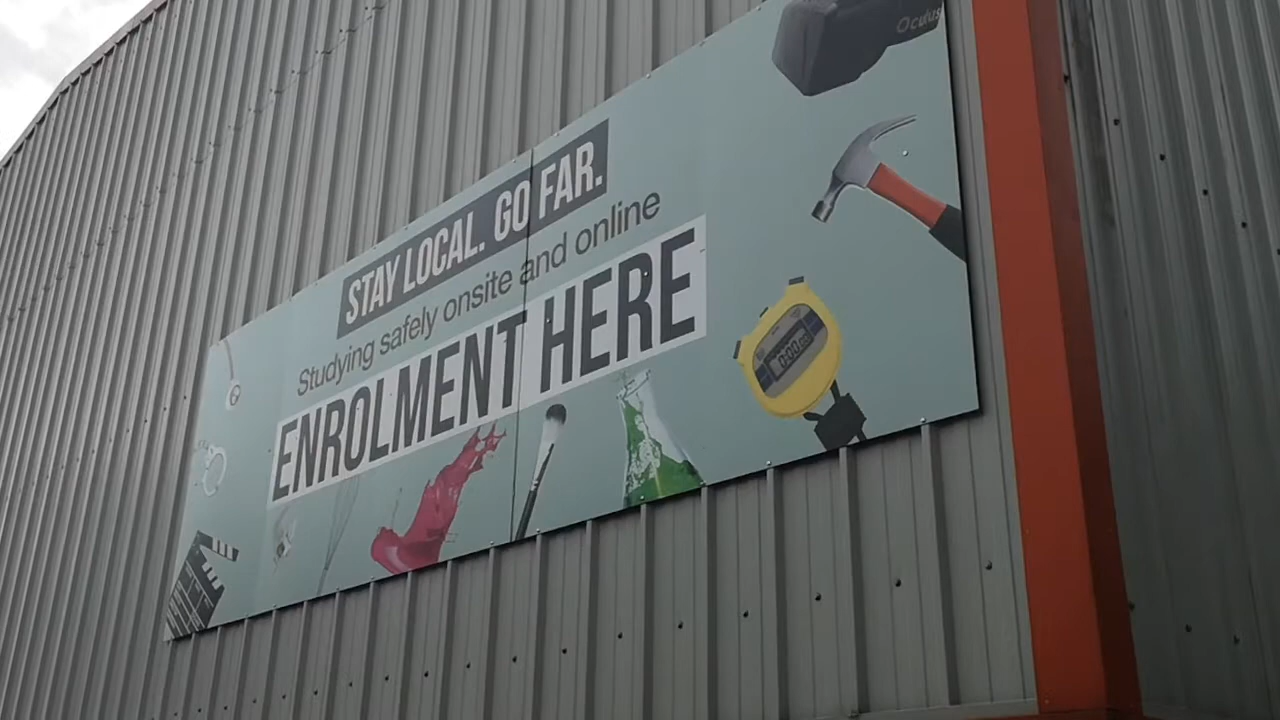 Oculus
STAY LOCAL. GO FAR.
Studying safely onsite and online
ENROLMENT HERE